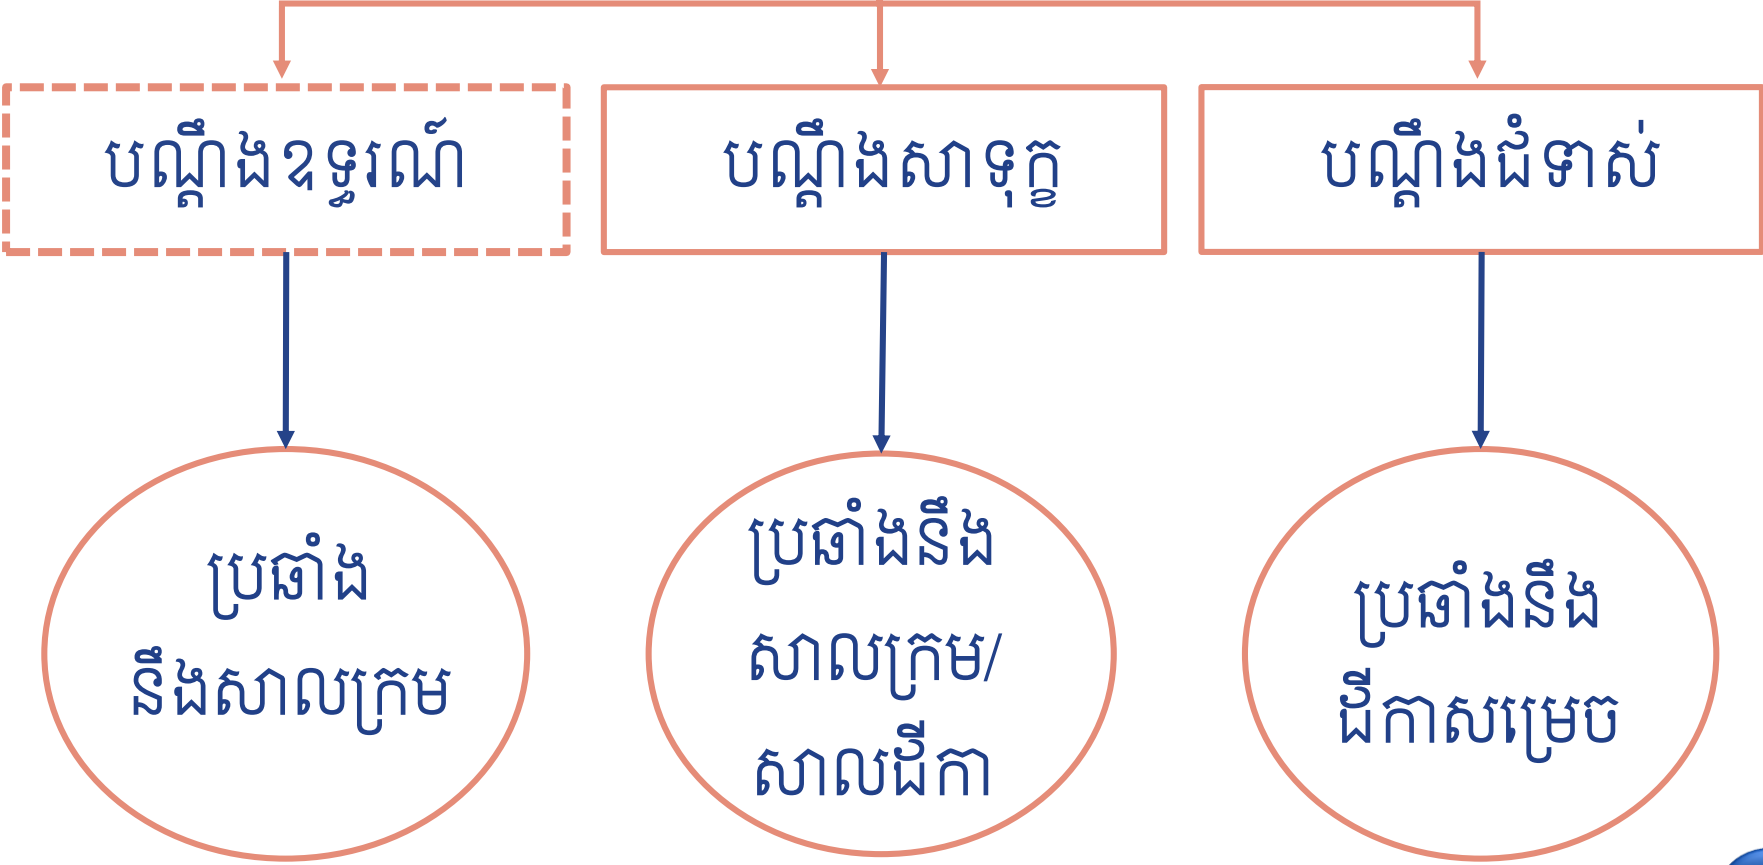 បណ្តឹងឧទ្ធរណ៍
បណ្តឹងសាទុក្ខ
បណ្តឹងជំទាស់
ប្រឆាំង
នឹងសាលក្រម
ប្រឆាំងនឹង
សាលក្រម/
សាលដីកា
ប្រឆាំងនឹង
ដីកាសម្រេច